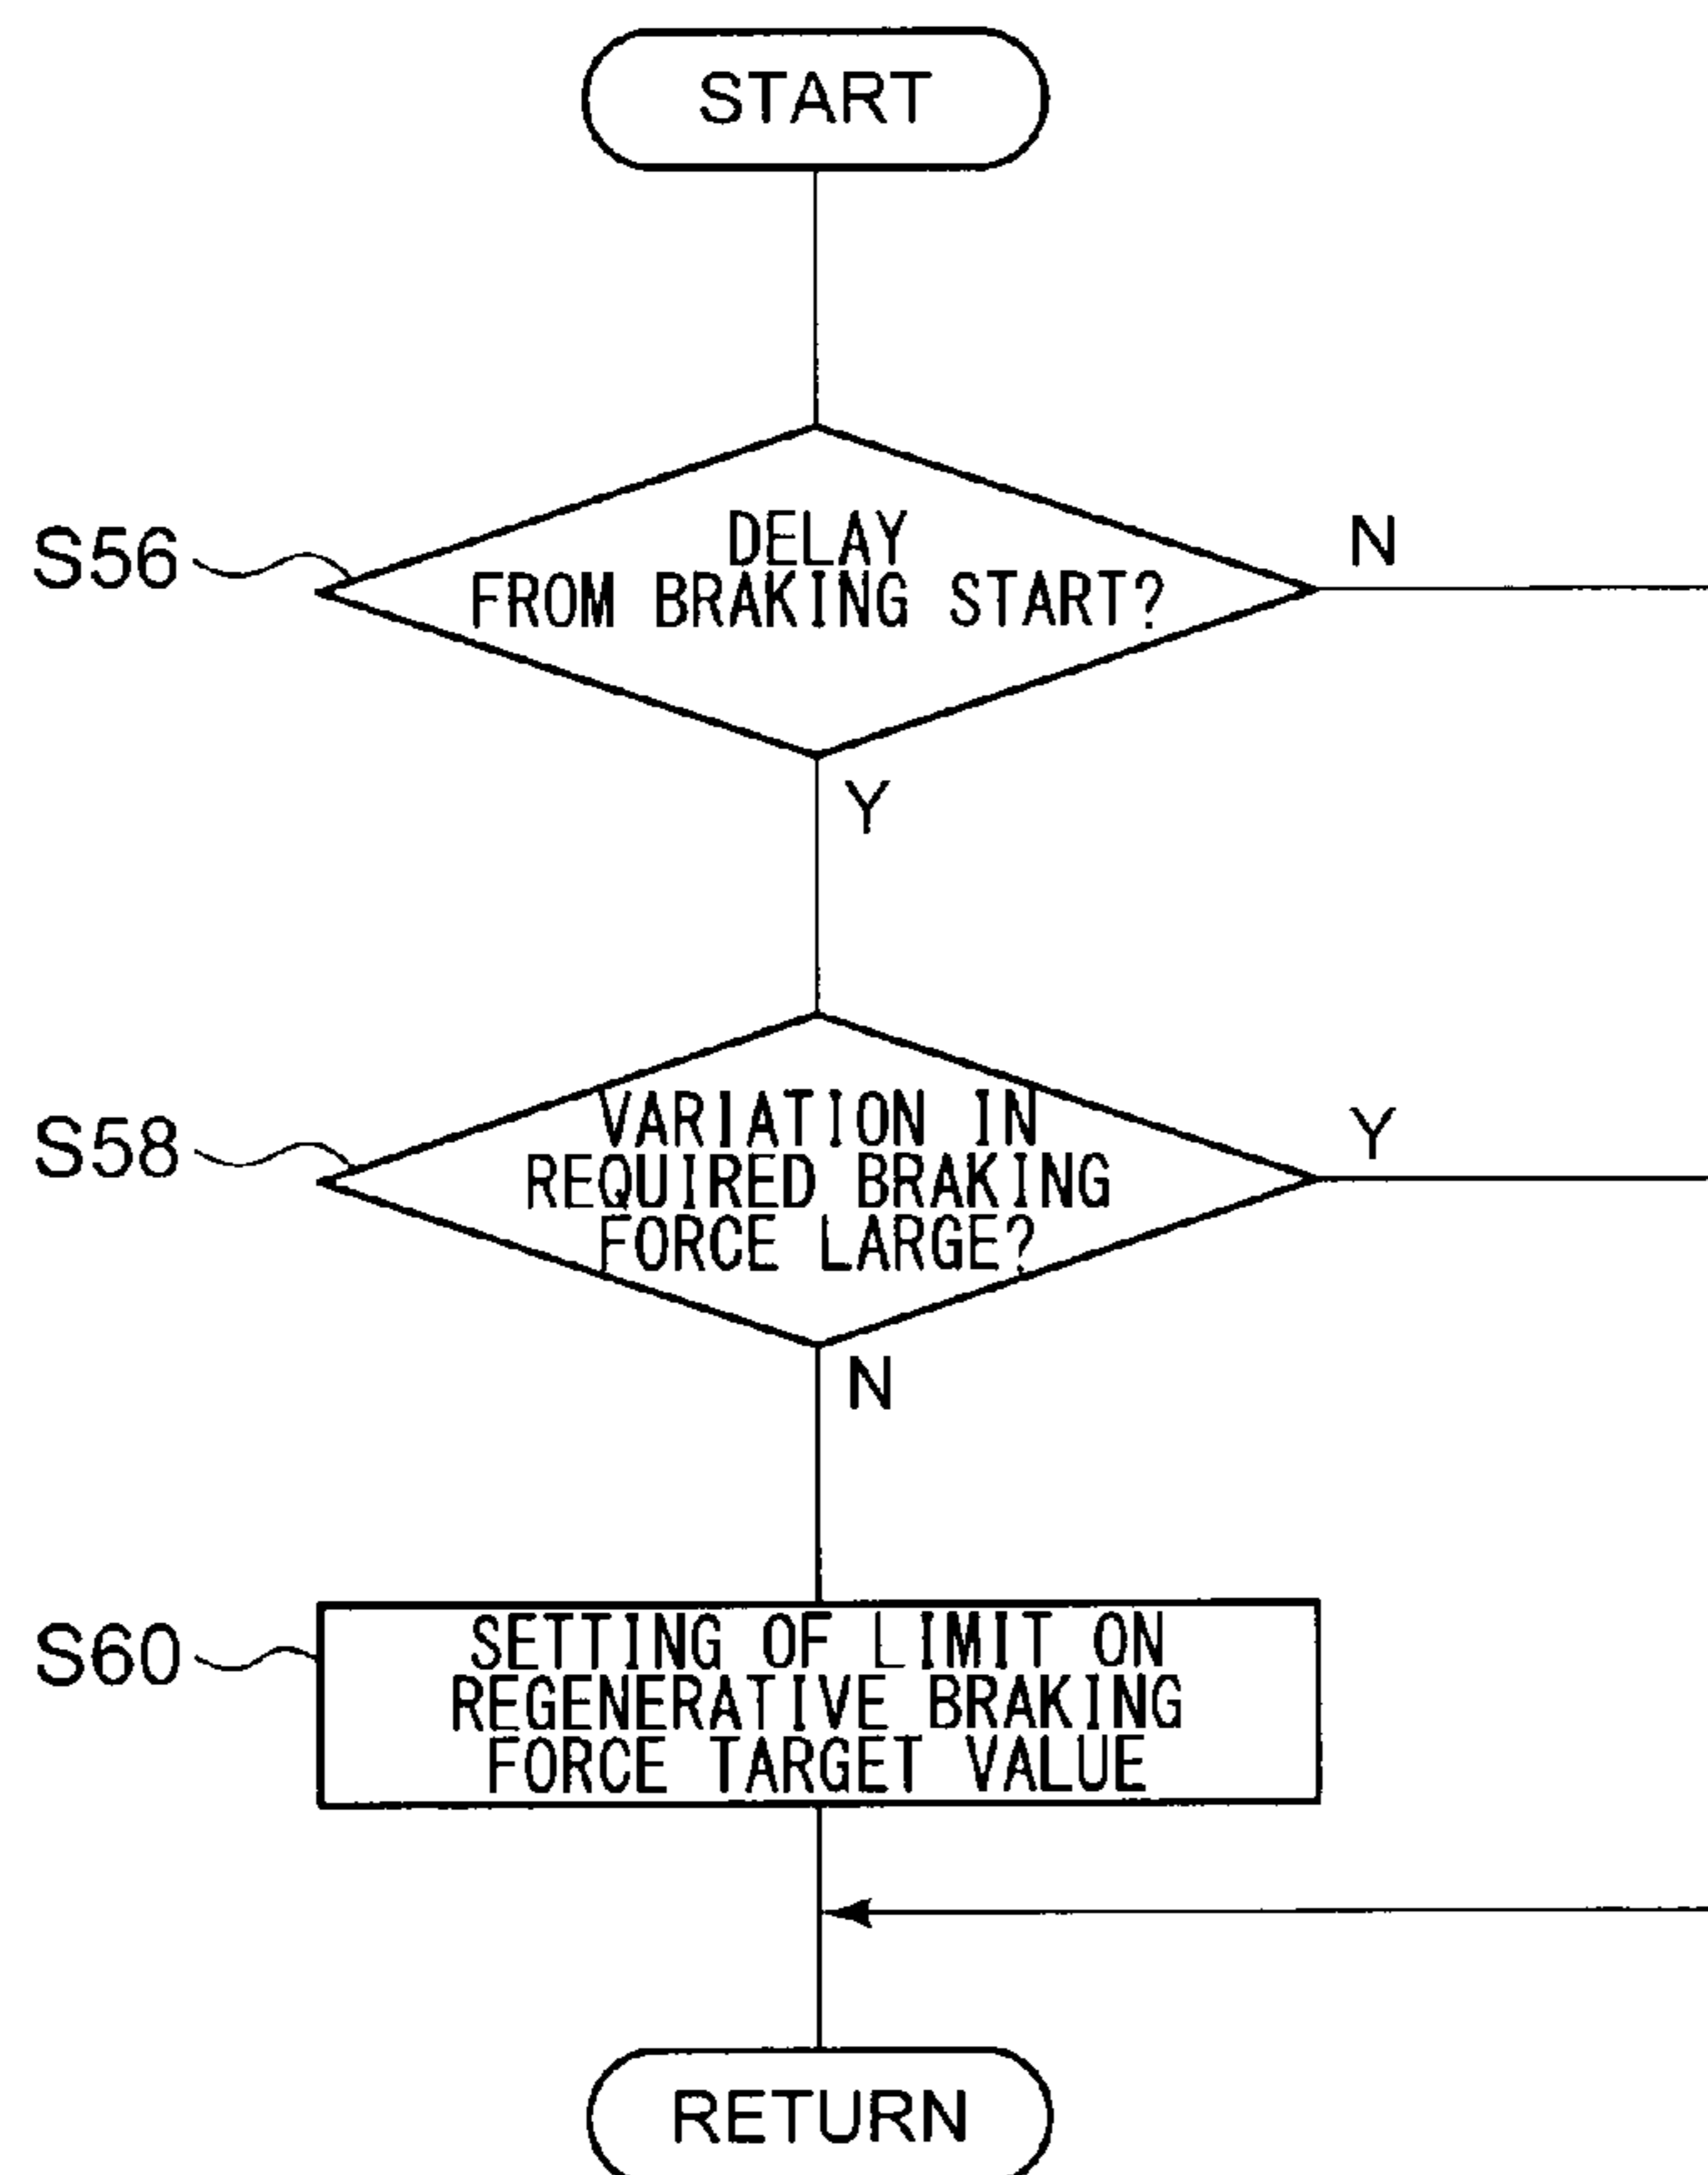 START
S56
DELAY
FROM BRAKING START?
N
Y
S58
VARIATION IN
REQUIRED BRAKING
FORCE LARGE?
Y
N
S60
SETTING OF LIMIT ON
REGENERATIVE BRAKING
FORCE TARGET VALUE
RETURN